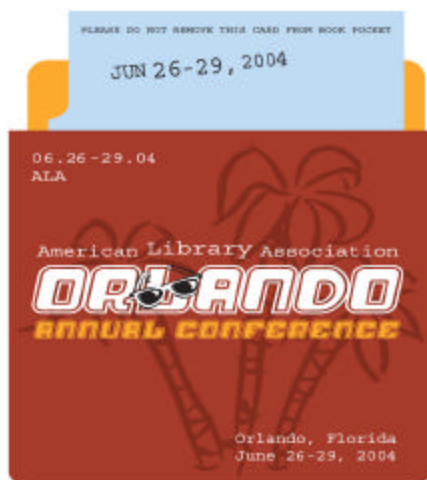 PLEASE DO NOT REMOVE THIS CARD FROM BOOK POCKET
JUN 26-29, 2004
06.26-29.04
ALA
American Library Association
ORLANDO
ANNUAL CONFERENCE
Orlando, Florida
June 26-29, 2004